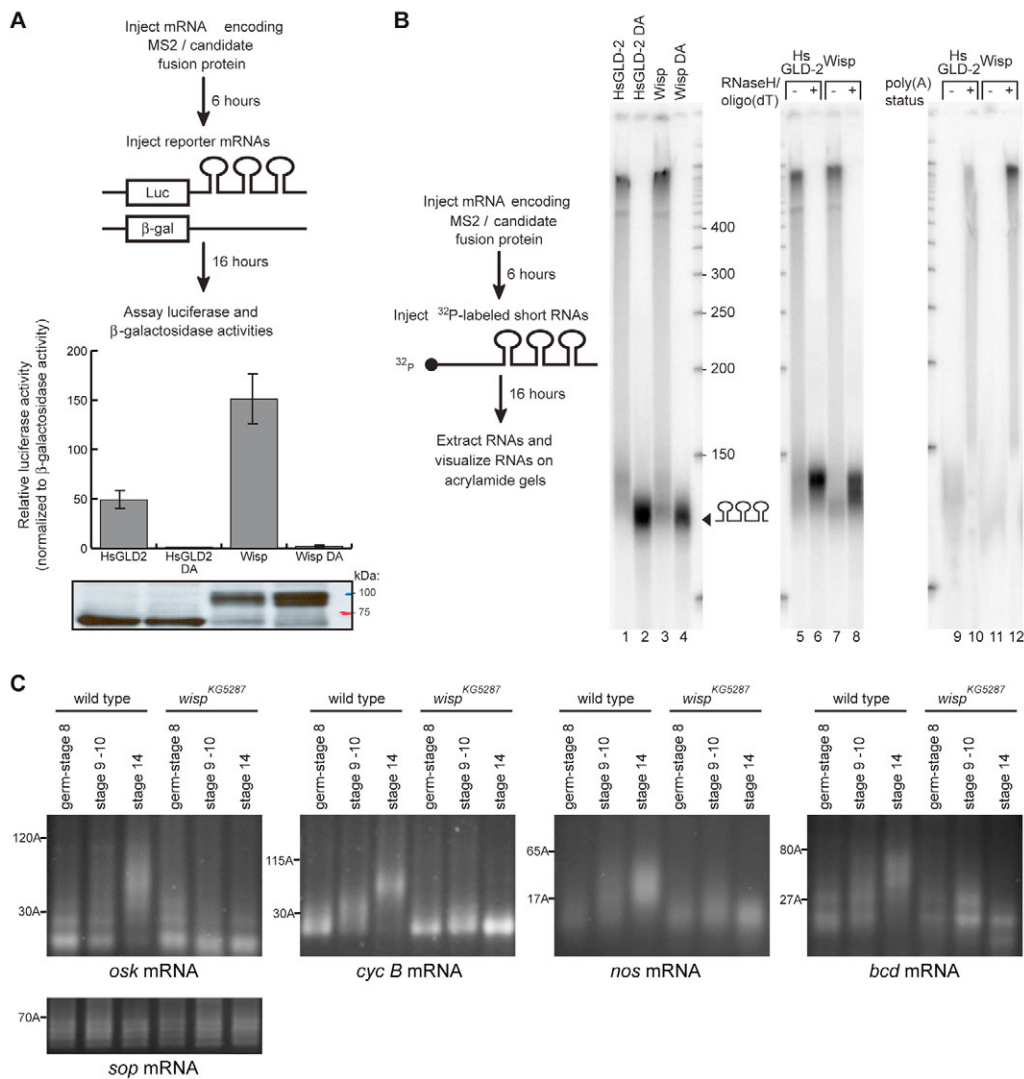 A
Inject mRNA encoding
MS2 / candidate
fusion protein
6 hours
Inject reporter mRNAs
Luc
β-gal
16 hours
Assay luciferase and
β-galactosidase activities
Relative luciferase activity
(normalized to β-galactosidase activity)
200
150
100
50
0
HsGLD2
HsGLD2
DA
Wisp
Wisp DA
kDa:
100
75
B
Inject mRNA encoding
MS2 / candidate
fusion protein
6 hours
Inject 32P-labeled short RNAs
32P
16 hours
Extract RNAs and
visualize RNAs on
acrylamide gels
HsGLD-2
HsGLD-2 DA
Wisp
Wisp DA
400
300
250
200
150
1 2 3 4
Hs
GLD-2 Wisp
RNaseH/
oligo(dT)
- + - +
5 6 7 8
Hs
GLD-2 Wisp
poly(A)
status
- + - +
9 10 11 12
C
wild type
wispKG5287
germ-stage 8
stage 9 -10
stage 14
germ-stage 8
stage 9 -10
stage 14
120A
30A
osk mRNA
70A
sop mRNA
wild type
wispKG5287
germ-stage 8
stage 9 -10
stage 14
germ-stage 8
stage 9 -10
stage 14
115A
30A
cyc B mRNA
wild type
wispKG5287
germ-stage 8
stage 9 -10
stage 14
germ-stage 8
stage 9 -10
stage 14
65A
17A
nos mRNA
wild type
wispKG5287
germ-stage 8
stage 9 -10
stage 14
germ-stage 8
stage 9 -10
stage 14
80A
27A
bcd mRNA